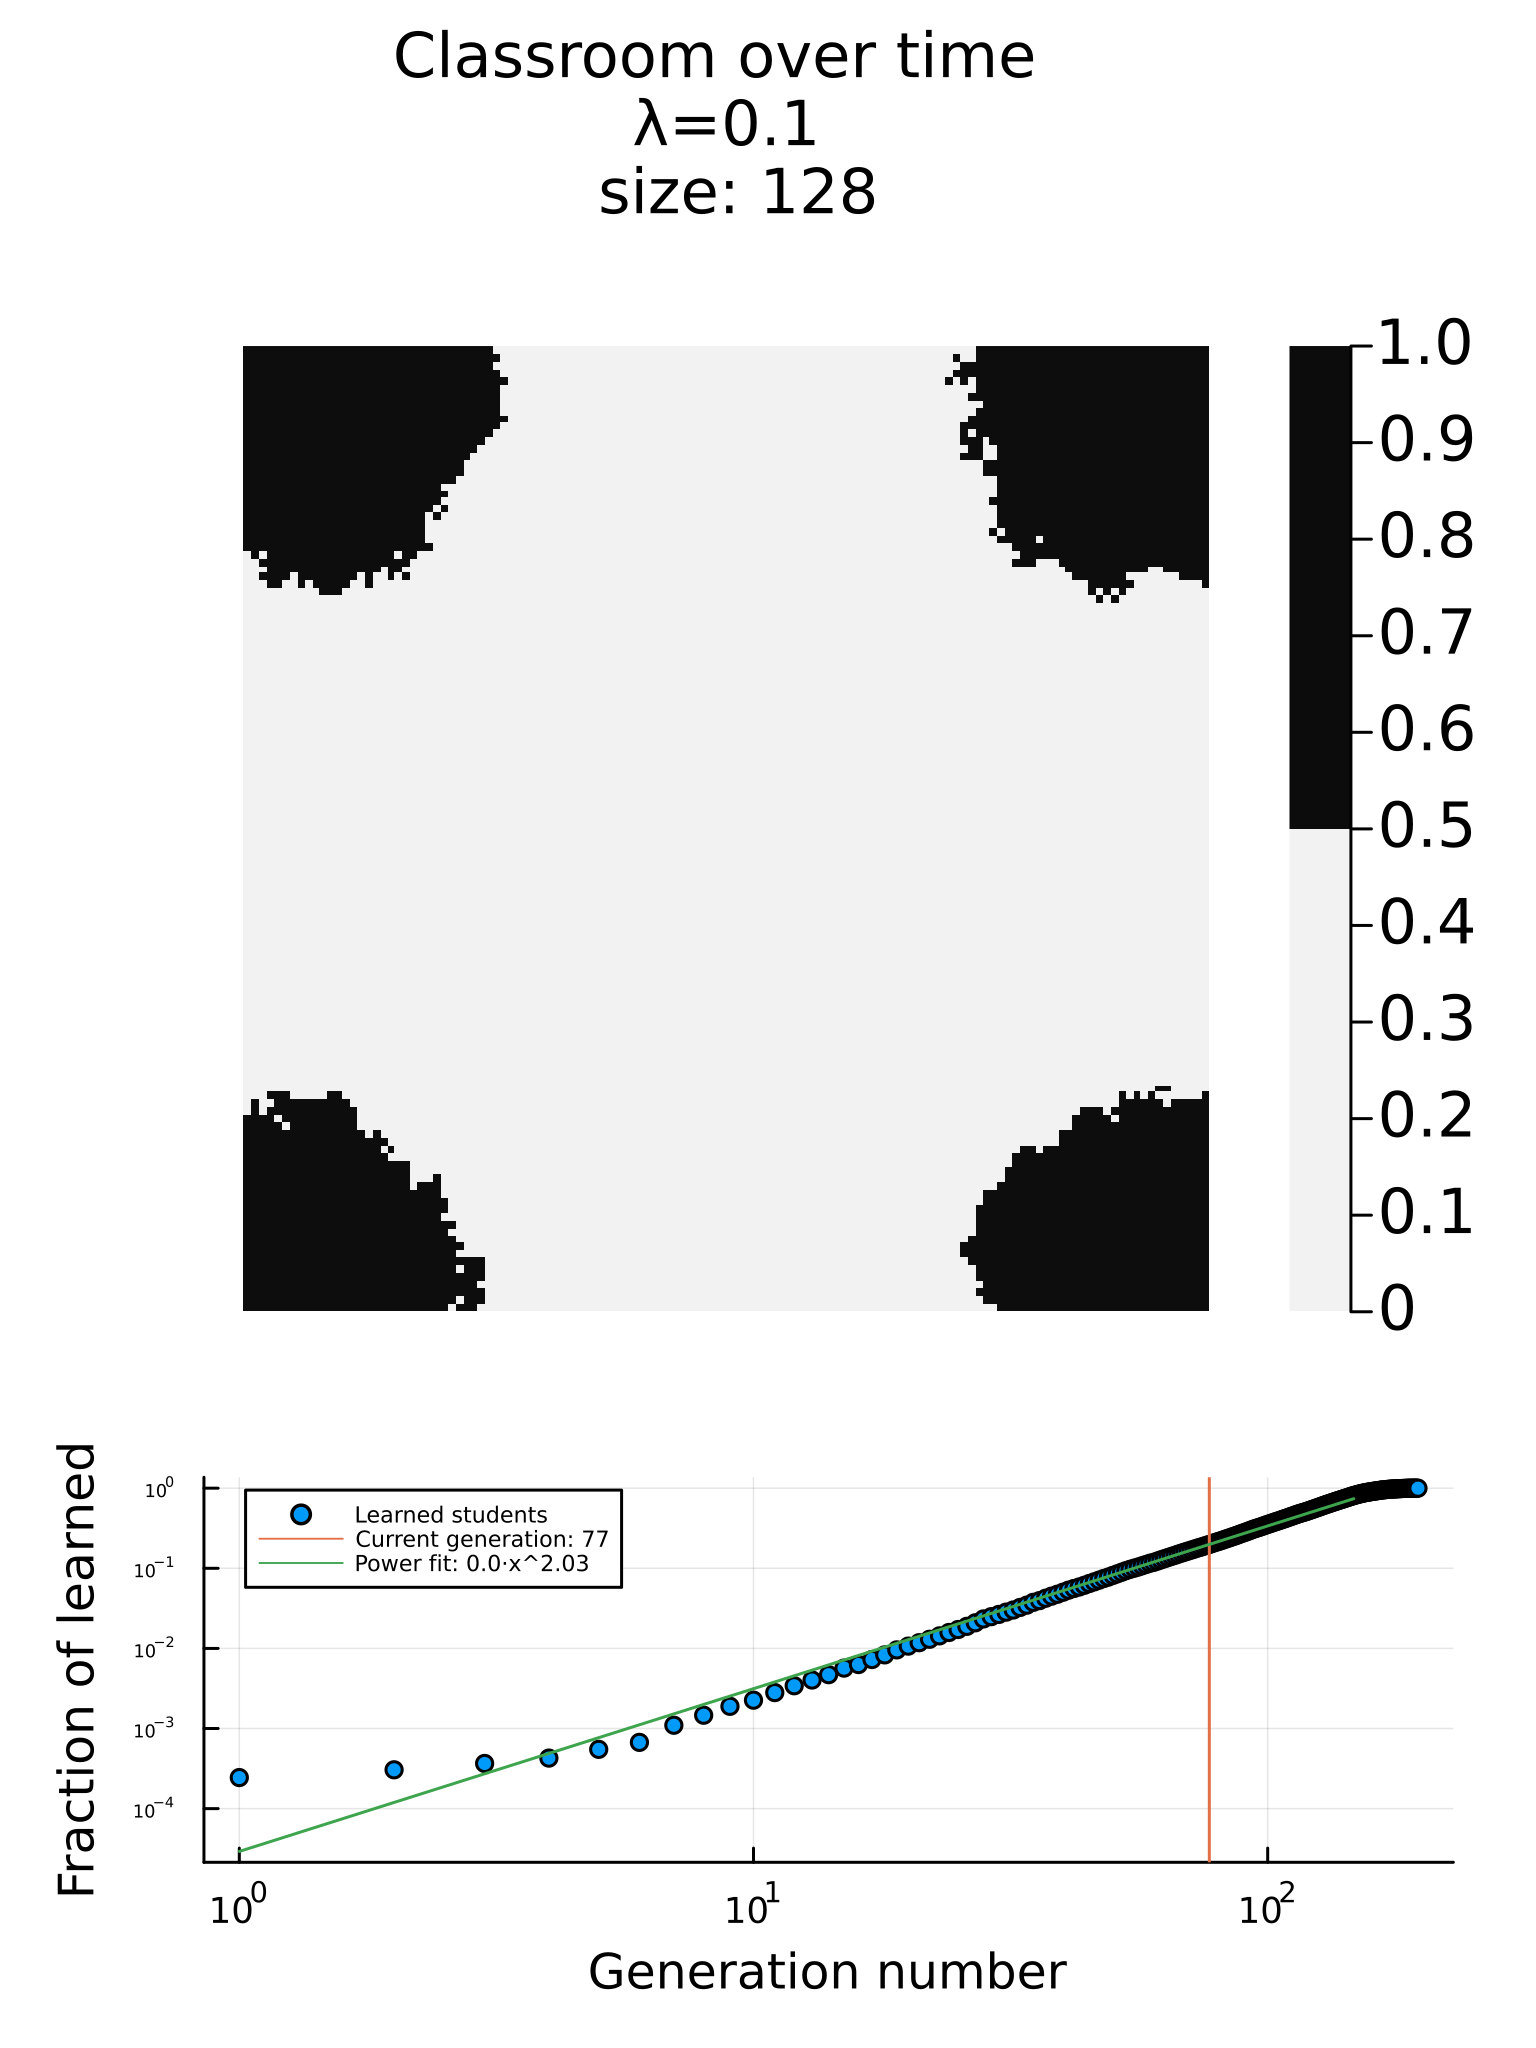 Classroom over time
λ=0.1
size: 128
1.0
0.9
0.8
0.7
0.6
0.5
0.4
0.3
0.2
0.1
0
Fraction of learned
10^0
10^-1
10^-2
10^-3
10^-4
Learned students
Current generation: 77
Power fit: 0.0·x^2.03
10^0 10^1 10^2
Generation number